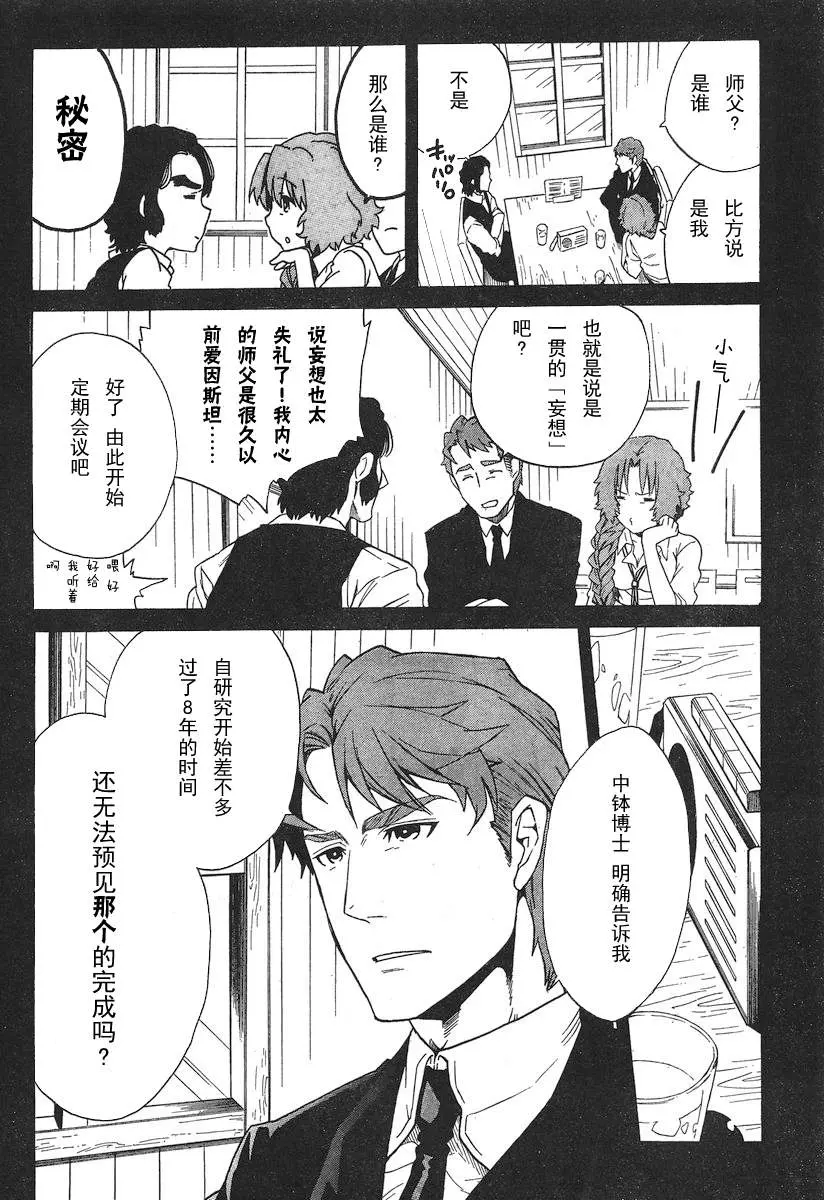 师父?
是谁
比方说
是我
不是
那么是谁?
秘密
小气
也就是说是
一贯的「妄想」
吧?
说妄想也太
失礼了!我内心
的师父是很久以
前爱因斯坦……
好了 由此开始
定期会议吧
喂 好
好给
我听着
啊
中钵博士 明确告诉我
自研究开始差不多
过了8年的时间
还无法预见那个的完成吗?